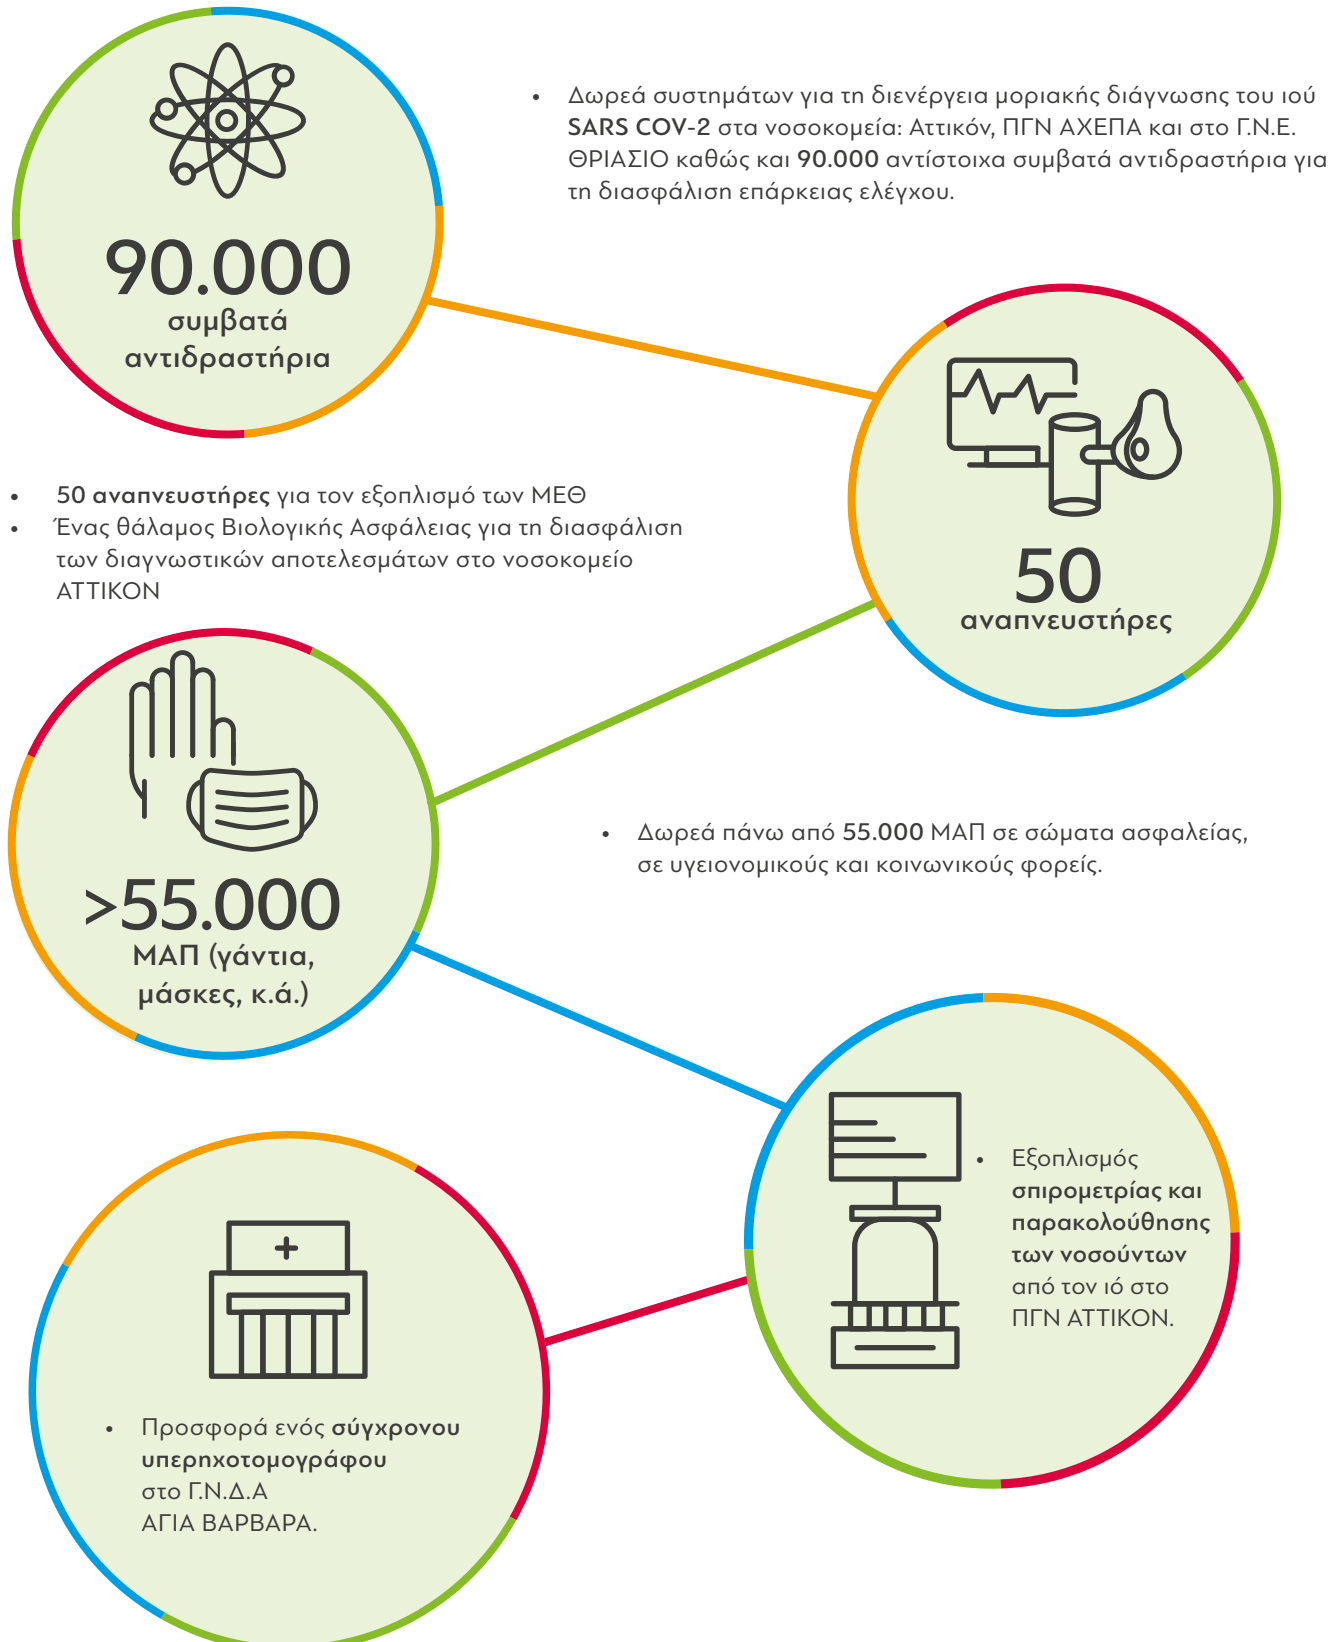 90.000
συμβατά
αντιδραστήρια
• Δωρεά συστημάτων για τη διενέργεια μοριακής διάγνωσης του ιού
SARS COV-2 στα νοσοκομεία: Αττικόν, ΠΓΝ ΑΧΕΠΑ και στο Γ.Ν.Ε.
ΘΡΙΑΣΙΟ καθώς και 90.000 αντίστοιχα συμβατά αντιδραστήρια για
τη διασφάλιση επάρκειας ελέγχου.
50
αναπνευστήρες
• 50 αναπνευστήρες για τον εξοπλισμό των ΜΕΘ
• Ένας θάλαμος Βιολογικής Ασφάλειας για τη διασφάλιση
των διαγνωστικών αποτελεσμάτων στο νοσοκομείο
ΑΤΤΙΚΟΝ
>55.000
ΜΑΠ (γάντια,
μάσκες, κ.ά.)
• Δωρεά πάνω από 55.000 ΜΑΠ σε σώματα ασφαλείας,
σε υγειονομικούς και κοινωνικούς φορείς.
• Εξοπλισμός
σπιρομετρίας και
παρακολούθησης
των νοσούντων
από τον ιό στο
ΠΓΝ ΑΤΤΙΚΟΝ.
• Προσφορά ενός σύγχρονου
υπερηχοτομογράφου
στο Γ.Ν.Δ.Α
ΑΓΙΑ ΒΑΡΒΑΡΑ.